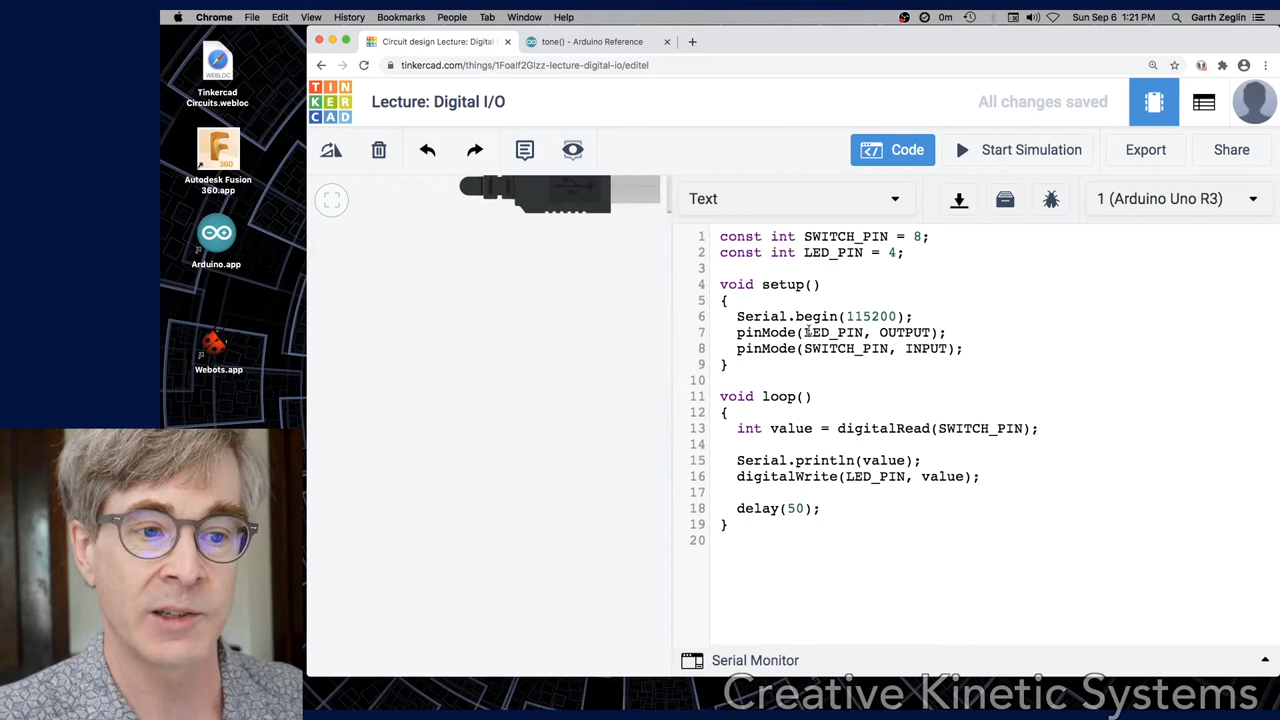 Chrome File Edit View History Bookmarks People Tab Window Help 0m Sun Sep 6 1:21 PM Garth Zeglin
Circuit design Lecture: Digital
tone() - Arduino Reference
tinkercad.com/things/1Foalf2GIzz-lecture-digital-io/editel
WEBLOC
Tinkercad
Circuits.webloc
360
Autodesk Fusion
360.app
Arduino.app
Webots.app
TIN
KER
CAD
Lecture: Digital I/O
All changes saved
Code
Start Simulation
Export
Share
Text
1 (Arduino Uno R3)
1 const int SWITCH_PIN = 8;
2 const int LED_PIN = 4;
3
4 void setup()
5 {
6 Serial.begin(115200);
7 pinMode(LED_PIN, OUTPUT);
8 pinMode(SWITCH_PIN, INPUT);
9 }
10
11 void loop()
12 {
13 int value = digitalRead(SWITCH_PIN);
14
15 Serial.println(value);
16 digitalWrite(LED_PIN, value);
17
18 delay(50);
19 }
20
Serial Monitor
Creative Kinetic Systems